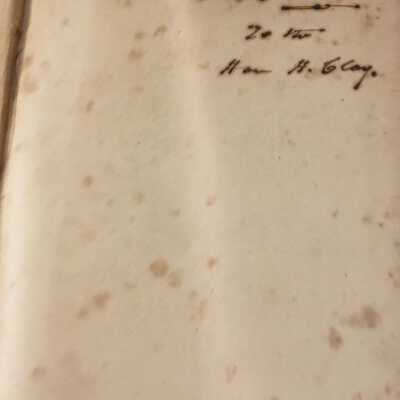 To the
Hon H. Clay.